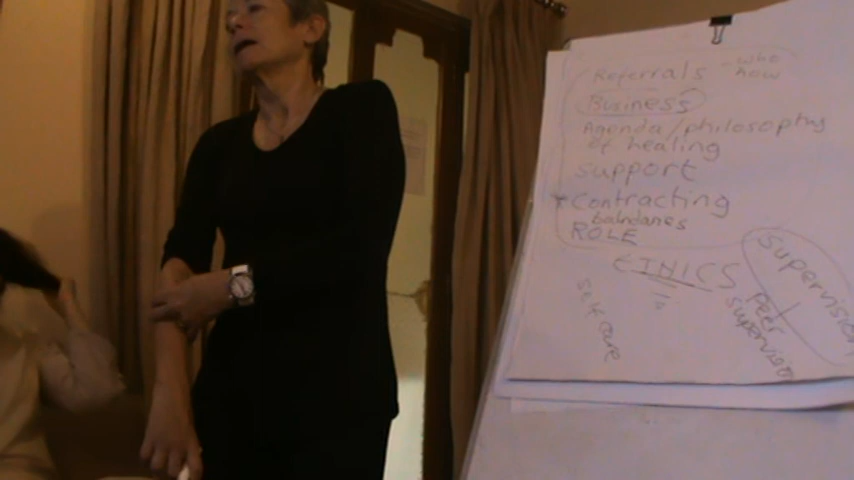 Referrals - who
how
Business
Agenda/philosophy
of healing
support
*Contracting
boundaries
ROLE
ETHICS
self care
Supervision
peer
supervision